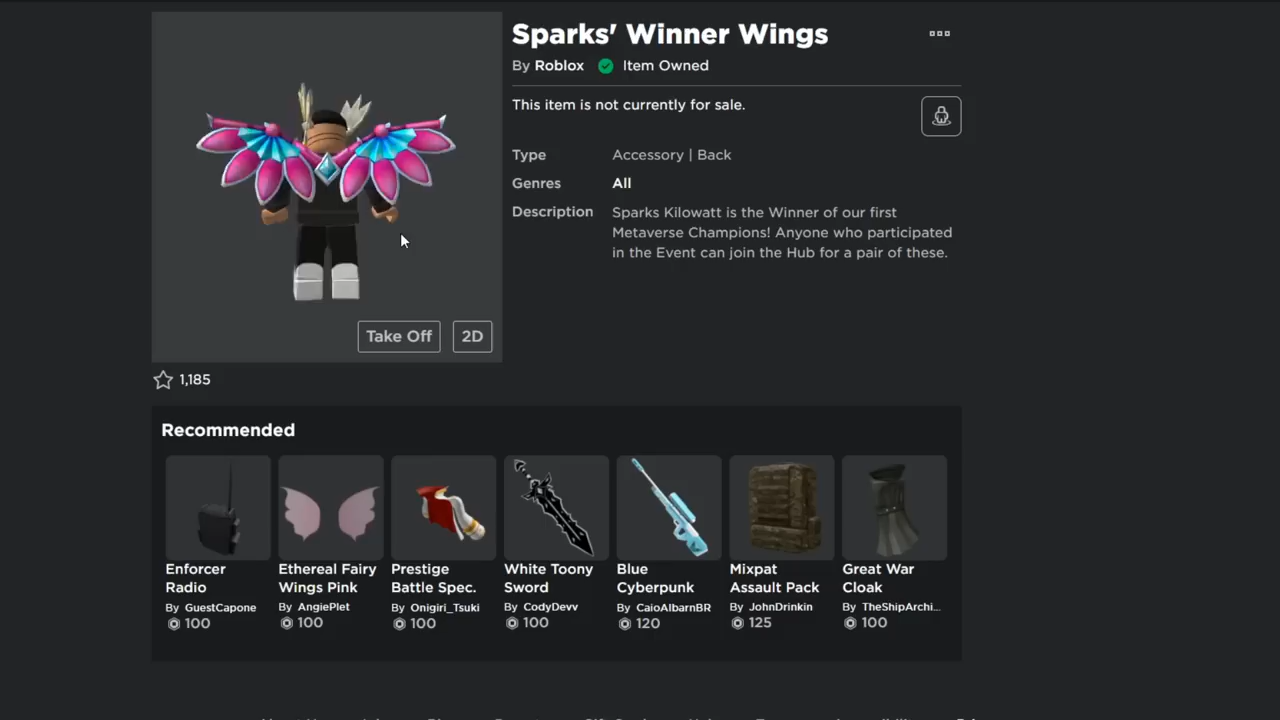 Sparks' Winner Wings
By Roblox Item Owned
This item is not currently for sale.
Type Accessory | Back
Genres All
Description Sparks Kilowatt is the Winner of our first
Metaverse Champions! Anyone who participated
in the Event can join the Hub for a pair of these.
Take Off 2D
1,185
Recommended
Enforcer
Radio
By GuestCapone
100
Ethereal Fairy
Wings Pink
By AngiePlet
100
Prestige
Battle Spec.
By Onigiri_Tsuki
100
White Toony
Sword
By CodyDevv
100
Blue
Cyberpunk
By CaioAlbarnBR
120
Mixpat
Assault Pack
By JohnDrinkin
125
Great War
Cloak
By TheShipArchi...
100